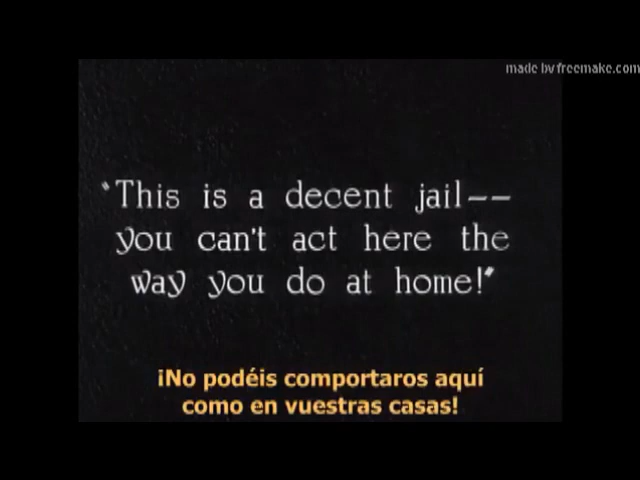 made by freemake.com
"This is a decent jail--
you can't act here the
way you do at home!"
¡No podéis comportaros aquí
como en vuestras casas!